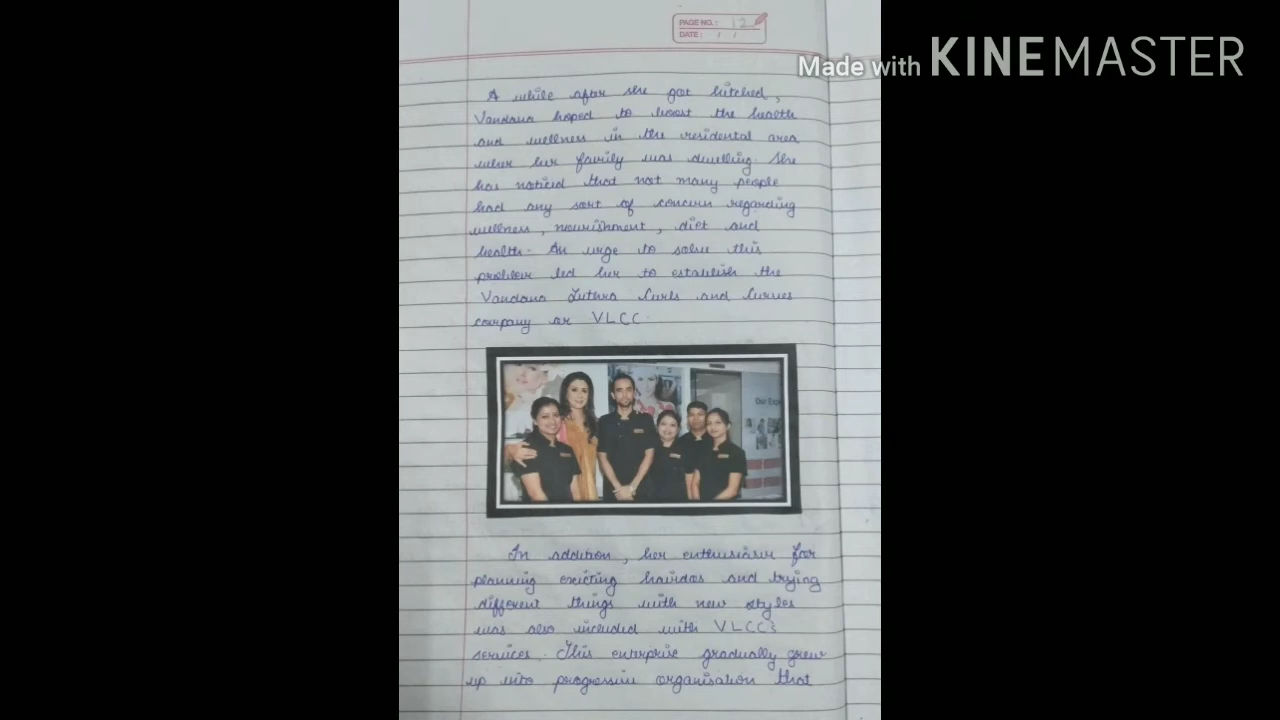 PAGE NO.: 12
DATE: / /
Made with KINEMASTER
A while after she got hitched,
Vandana hoped to boost the health
and wellness in the residental area
wher her family was dwelling. She
has noticed that not many people
had any sort of concern regarding
wellness, nourishment, diet and
health. An urge to solve this
problem led her to establish the
Vandana Luthra Curls and Curves
company or VLCC.
Our Exp
In addition, her enthusiasm for
planning exicting hairdos and trying
different things with new styles
was also included with VLCC's
services. This enterprise gradually grew
up into progressive organisation that